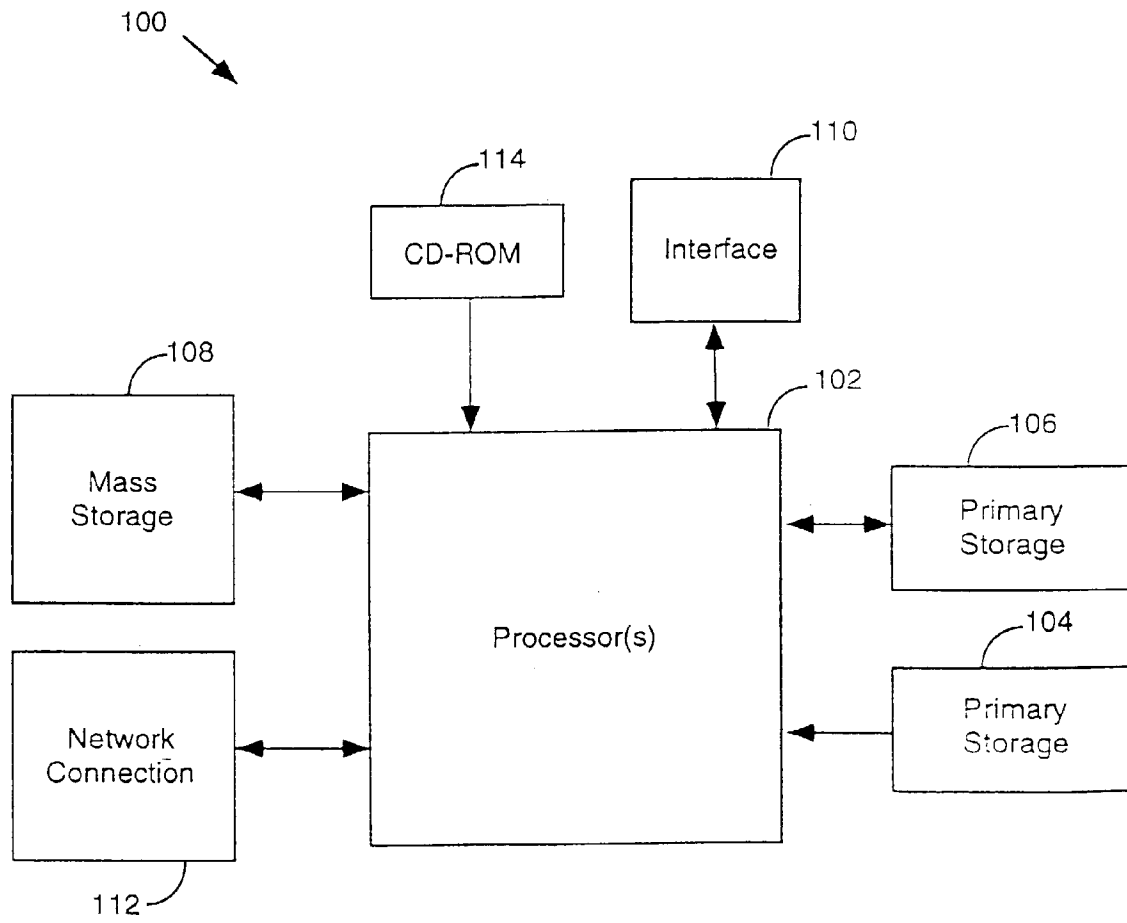 100
110
114
CD-ROM
Interface
108
102
106
Mass
Storage
Primary
Storage
Processor(s)
104
Network
Connection
Primary
Storage
112